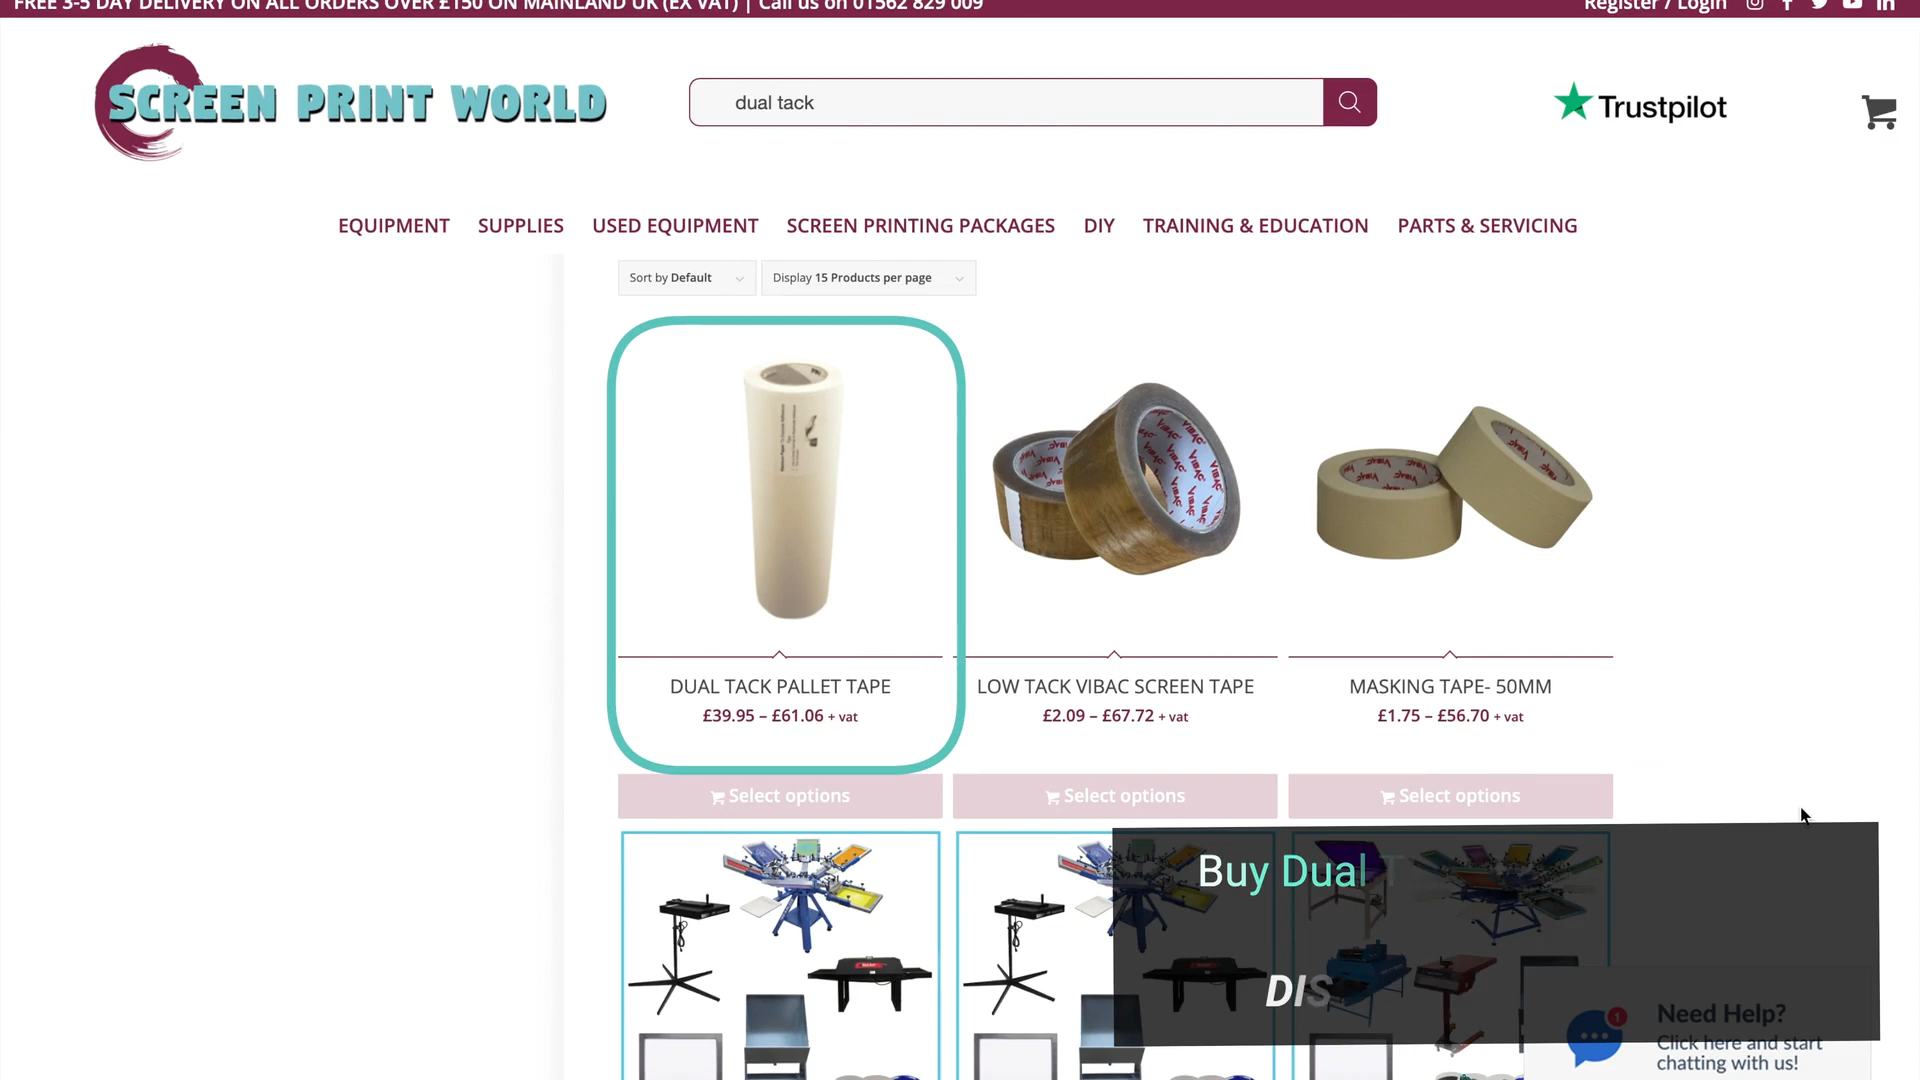 FREE 3-5 DAY DELIVERY ON ALL ORDERS OVER £150 ON MAINLAND UK (EX VAT) | Call us on 01562 829 009
Register / Login
SCREEN PRINT WORLD
dual tack
Trustpilot
EQUIPMENT SUPPLIES USED EQUIPMENT SCREEN PRINTING PACKAGES DIY TRAINING & EDUCATION PARTS & SERVICING
Sort by Default
Display 15 Products per page
VIBAC VIBAC VIBAC
DUAL TACK PALLET TAPE
£39.95 – £61.06 + vat
LOW TACK VIBAC SCREEN TAPE
£2.09 – £67.72 + vat
MASKING TAPE- 50MM
£1.75 – £56.70 + vat
Select options
Select options
Select options
Buy Dual T
DIS
1
Need Help?
Click here and start
chatting with us!